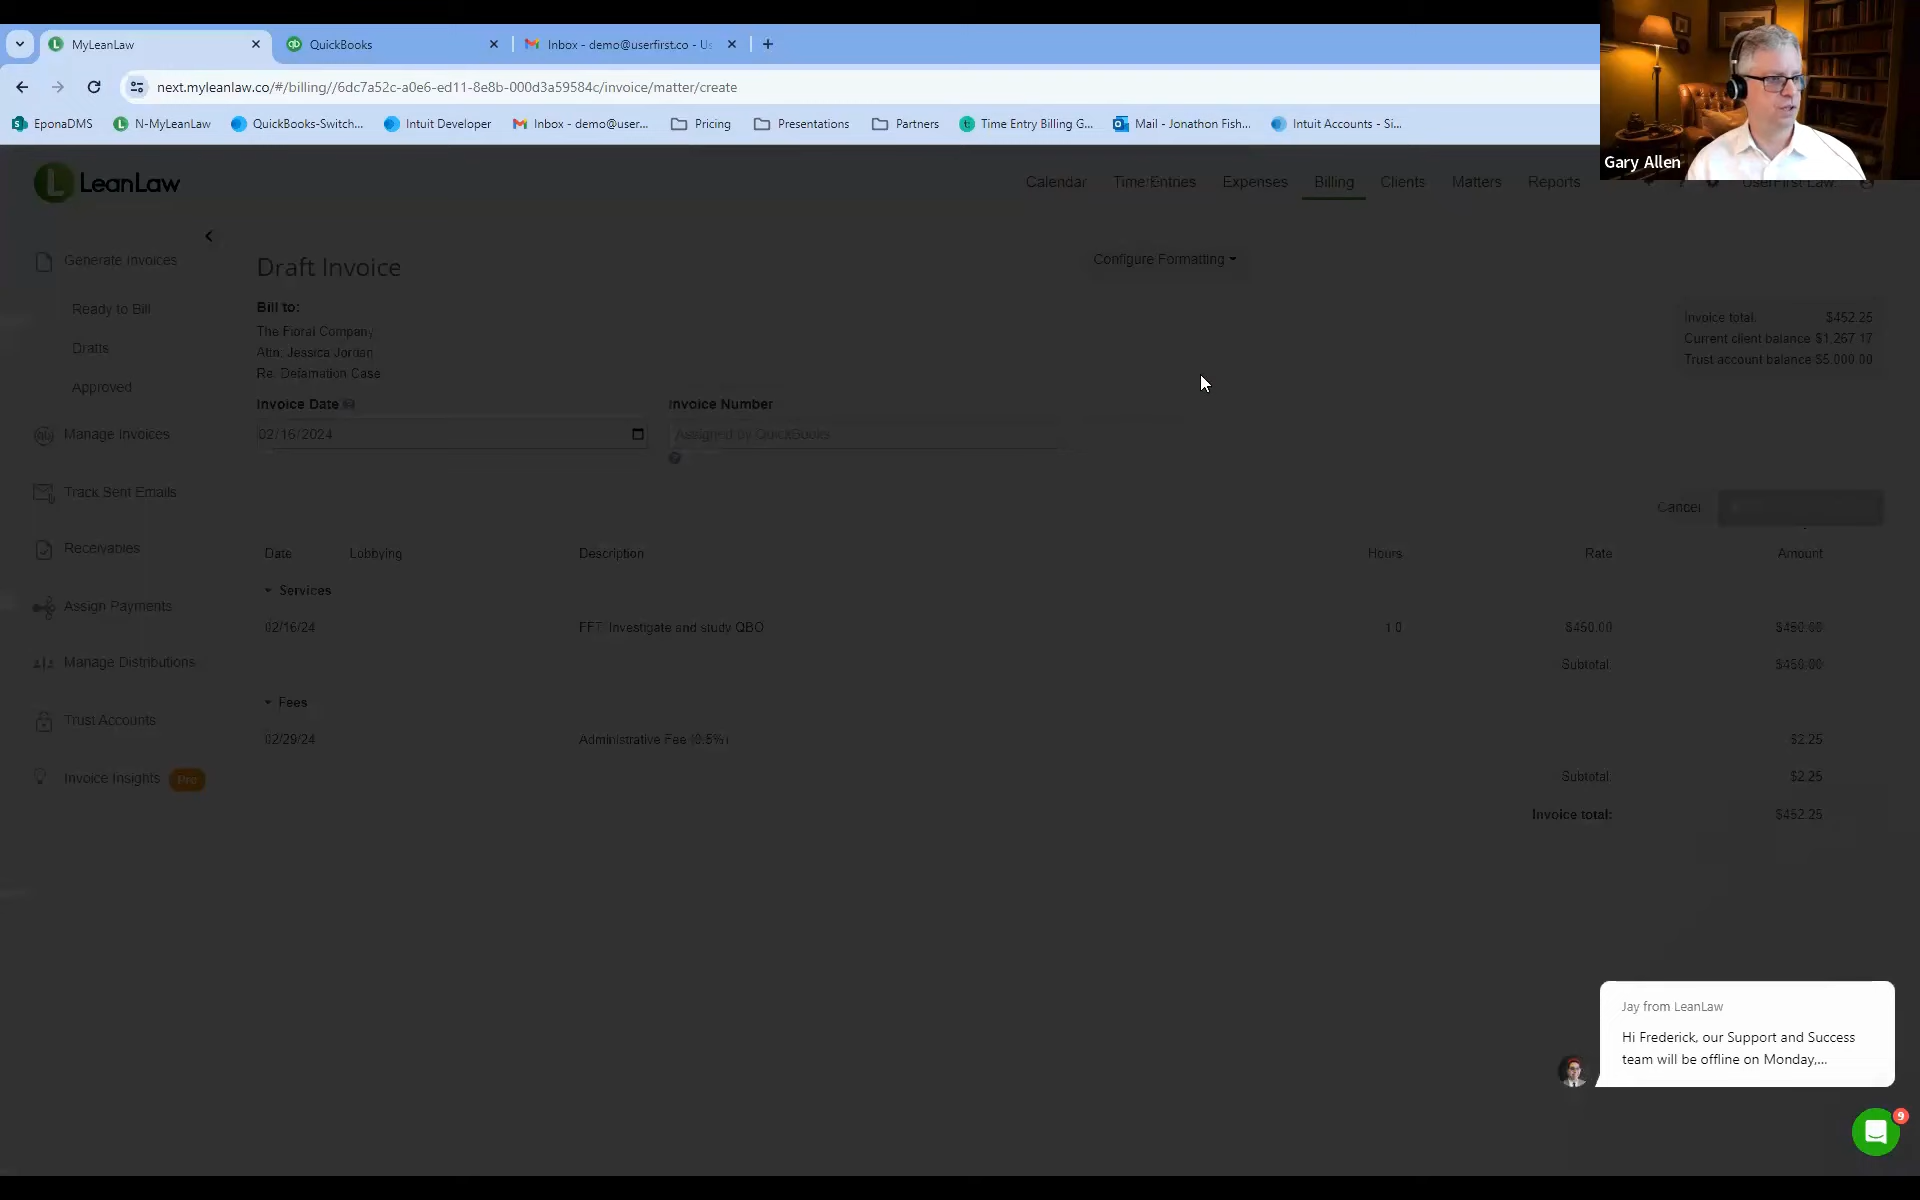 MyLeanLaw
QuickBooks
Inbox - demo@userfirst.co - Us
next.myleanlaw.co/#/billing//6dc7a52c-a0e6-ed11-8e8b-000d3a59584c/invoice/matter/create
EponaDMS
N-MyLeanLaw
QuickBooks-Switch...
Intuit Developer
Inbox - demo@user...
Pricing
Presentations
Partners
Time Entry Billing G...
Mail - Jonathon Fish...
Intuit Accounts - Si...
Gary Allen
LeanLaw
Calendar
Time Entries
Expenses
Billing
Clients
Matters
Reports
UserFirst Law
Generate Invoices
Ready to Bill
Drafts
Approved
Manage Invoices
Track Sent Emails
Receivables
Assign Payments
Manage Distributions
Trust Accounts
Invoice Insights Pro
Draft Invoice
Configure Formatting
Bill to:
The Floral Company
Attn: Jessica Jordan
Re: Defamation Case
Invoice total: $452.25
Current client balance $1,267.17
Trust account balance $5,000.00
Invoice Date
Invoice Number
02/16/2024
Assigned by QuickBooks
Cancel
Date Lobbying Description Hours Rate Amount
Services
02/16/24 FFT: Investigate and study QBO 1.0 $450.00 $450.00
Subtotal: $450.00
Fees
02/29/24 Administrative Fee (0.5%) $2.25
Subtotal: $2.25
Invoice total: $452.25
Jay from LeanLaw
Hi Frederick, our Support and Success
team will be offline on Monday,...
9